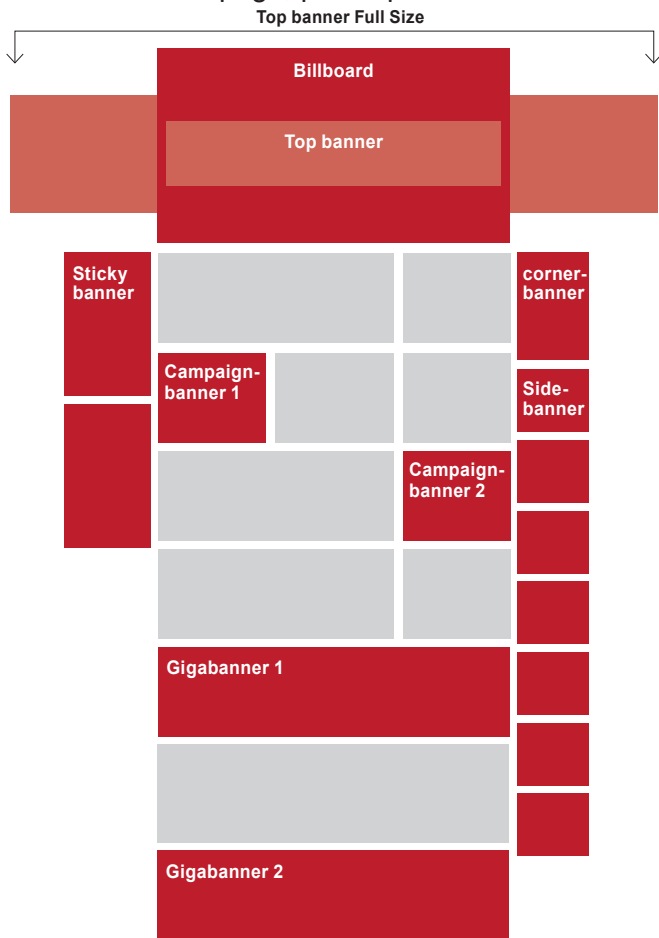 Top banner Full Size
Billboard
Top banner
Sticky
banner
corner-
banner
Campaign-
banner 1
Side-
banner
Campaign-
banner 2
Gigabanner 1
Gigabanner 2